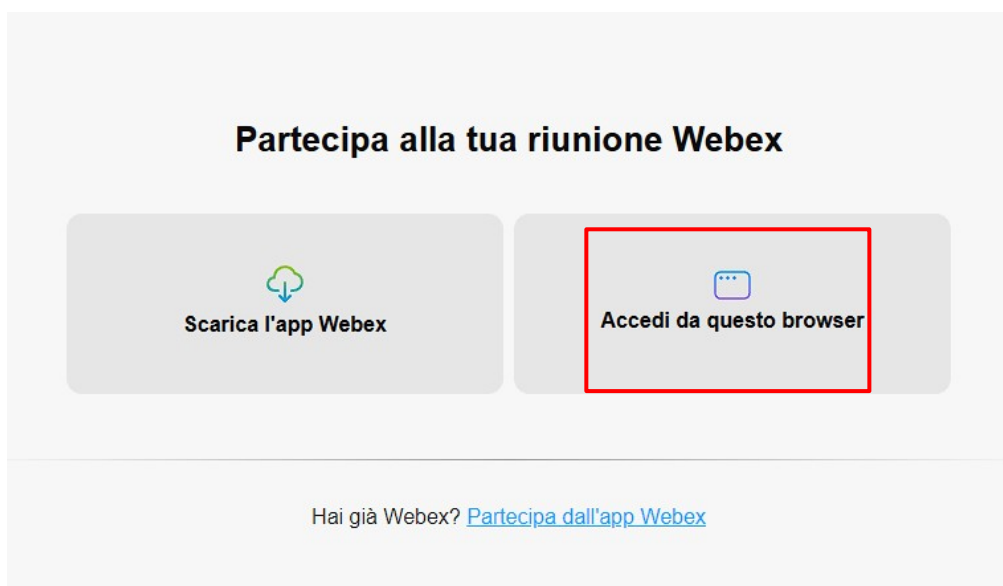 Partecipa alla tua riunione Webex
Scarica l'app Webex
Accedi da questo browser
Hai già Webex? Partecipa dall'app Webex